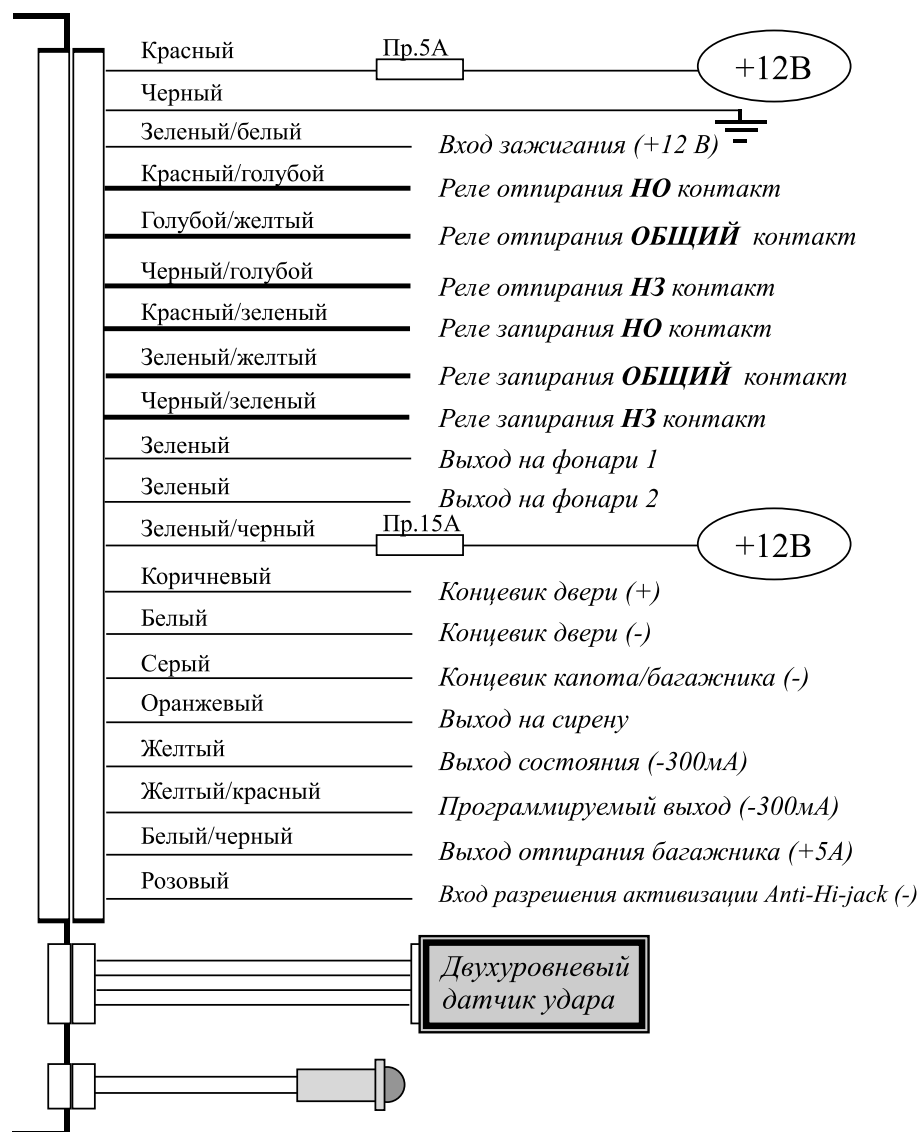 Красный
Пр.5А
+12В
Черный
Зеленый/белый
Вход зажигания (+12 В)
Красный/голубой
Реле отпирания НО контакт
Голубой/желтый
Реле отпирания ОБЩИЙ контакт
Черный/голубой
Реле отпирания НЗ контакт
Красный/зеленый
Реле запирания НО контакт
Зеленый/желтый
Реле запирания ОБЩИЙ контакт
Черный/зеленый
Реле запирания НЗ контакт
Зеленый
Выход на фонари 1
Зеленый
Выход на фонари 2
Зеленый/черный
Пр.15А
+12В
Коричневый
Концевик двери (+)
Белый
Концевик двери (-)
Серый
Концевик капота/багажника (-)
Оранжевый
Выход на сирену
Желтый
Выход состояния (-300мА)
Желтый/красный
Программируемый выход (-300мА)
Белый/черный
Выход отпирания багажника (+5А)
Розовый
Вход разрешения активизации Anti-Hi-jack (-)
Двухуровневый
датчик удара